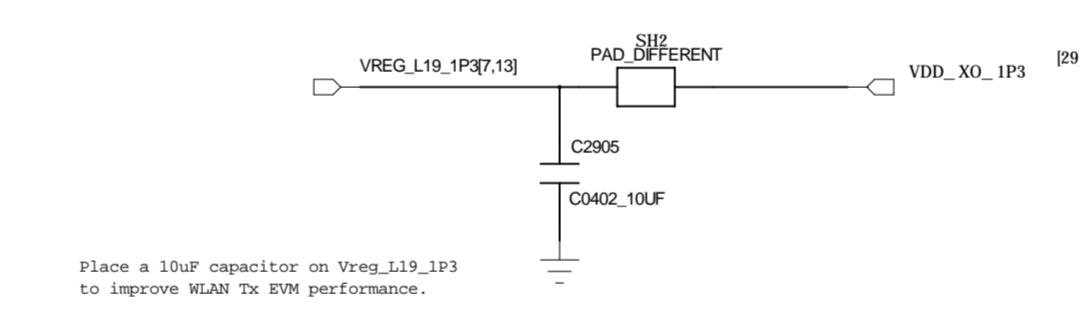 SH2
PAD_DIFFERENT
VREG_L19_1P3[7,13]
VDD_ XO_ 1P3
[29
C2905
C0402_10UF
Place a 10uF capacitor on Vreg_L19_1P3
to improve WLAN Tx EVM performance.